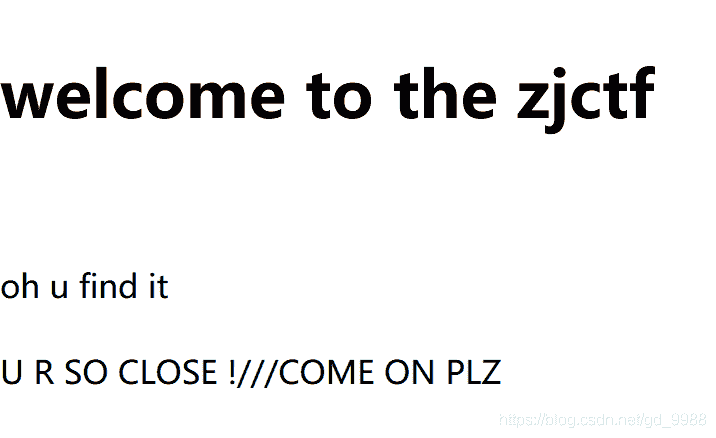 welcome to the zjctf
oh u find it
U R SO CLOSE !///COME ON PLZ
https://blog.csdn.net/gd_9988